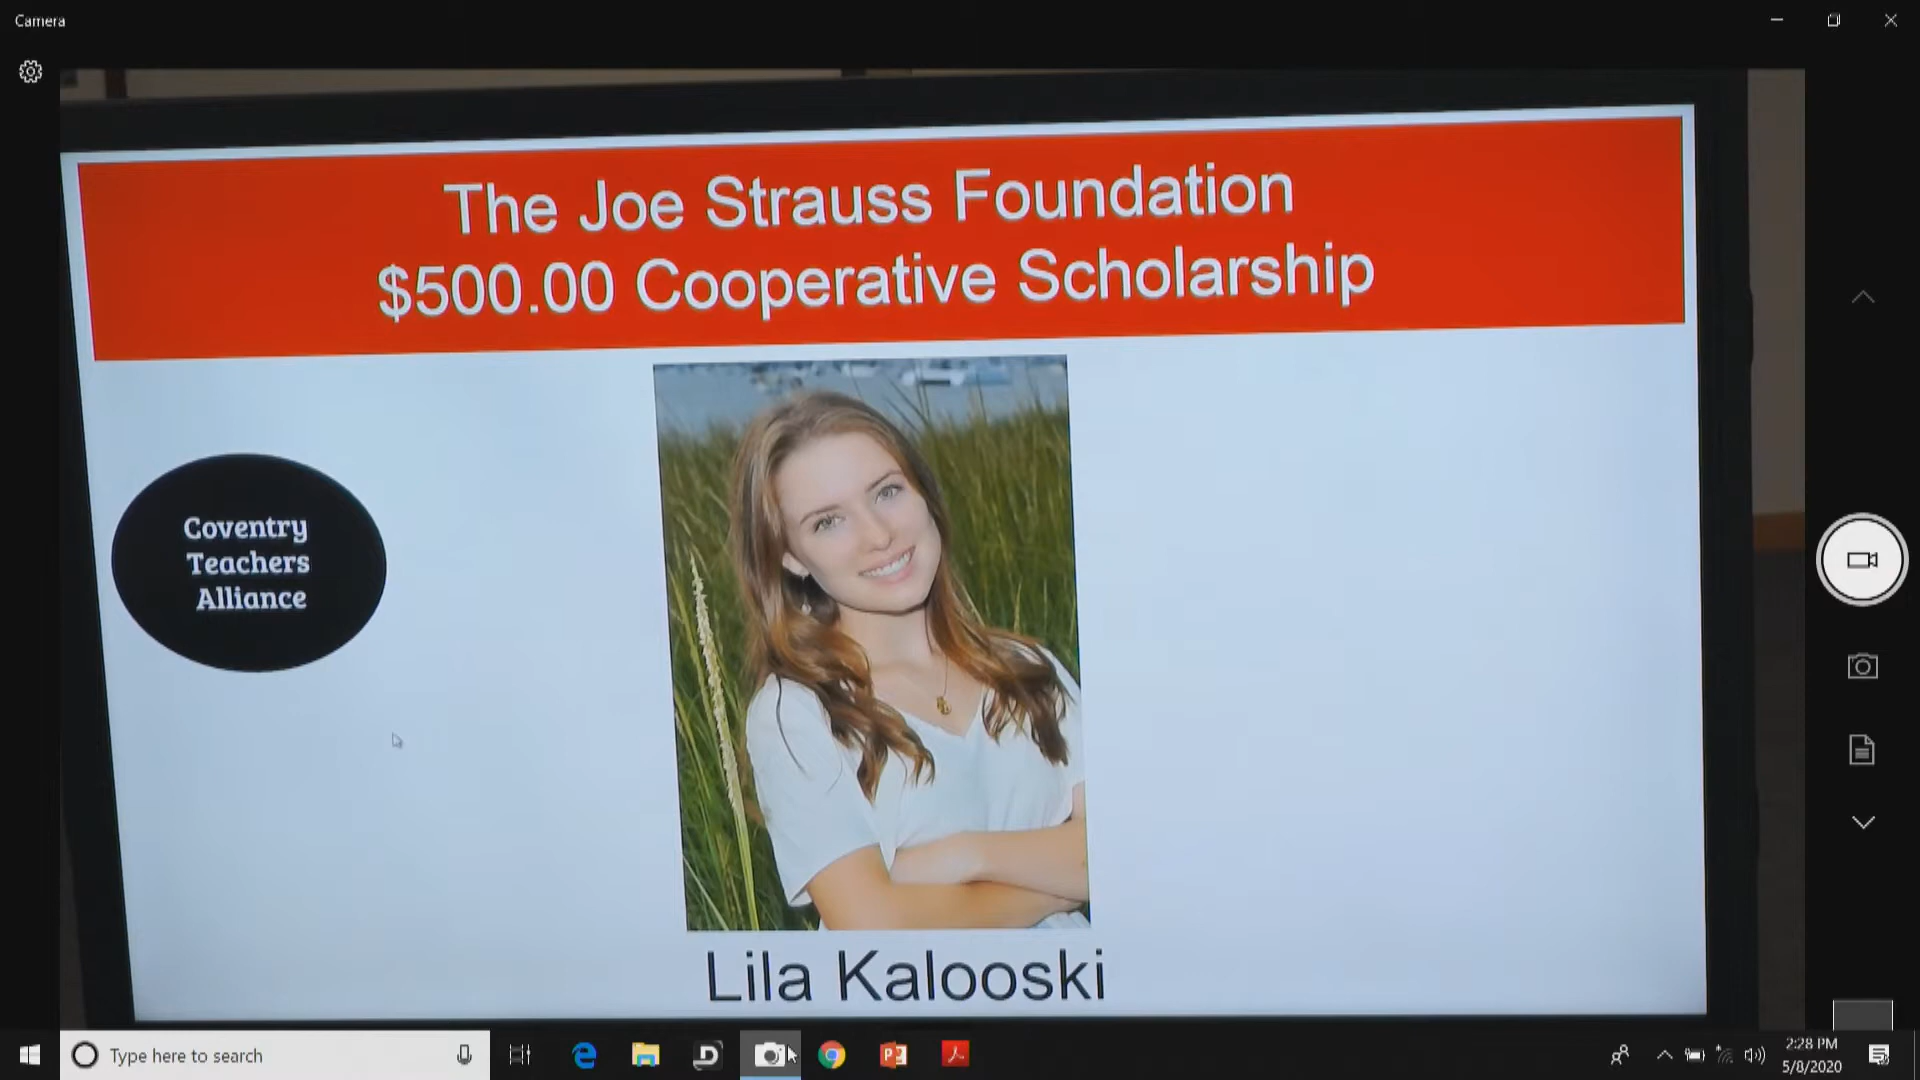 Camera
The Joe Strauss Foundation
$500.00 Cooperative Scholarship
Coventry
Teachers
Alliance
Lila Kalooski
Type here to search
2:28 PM
5/8/2020